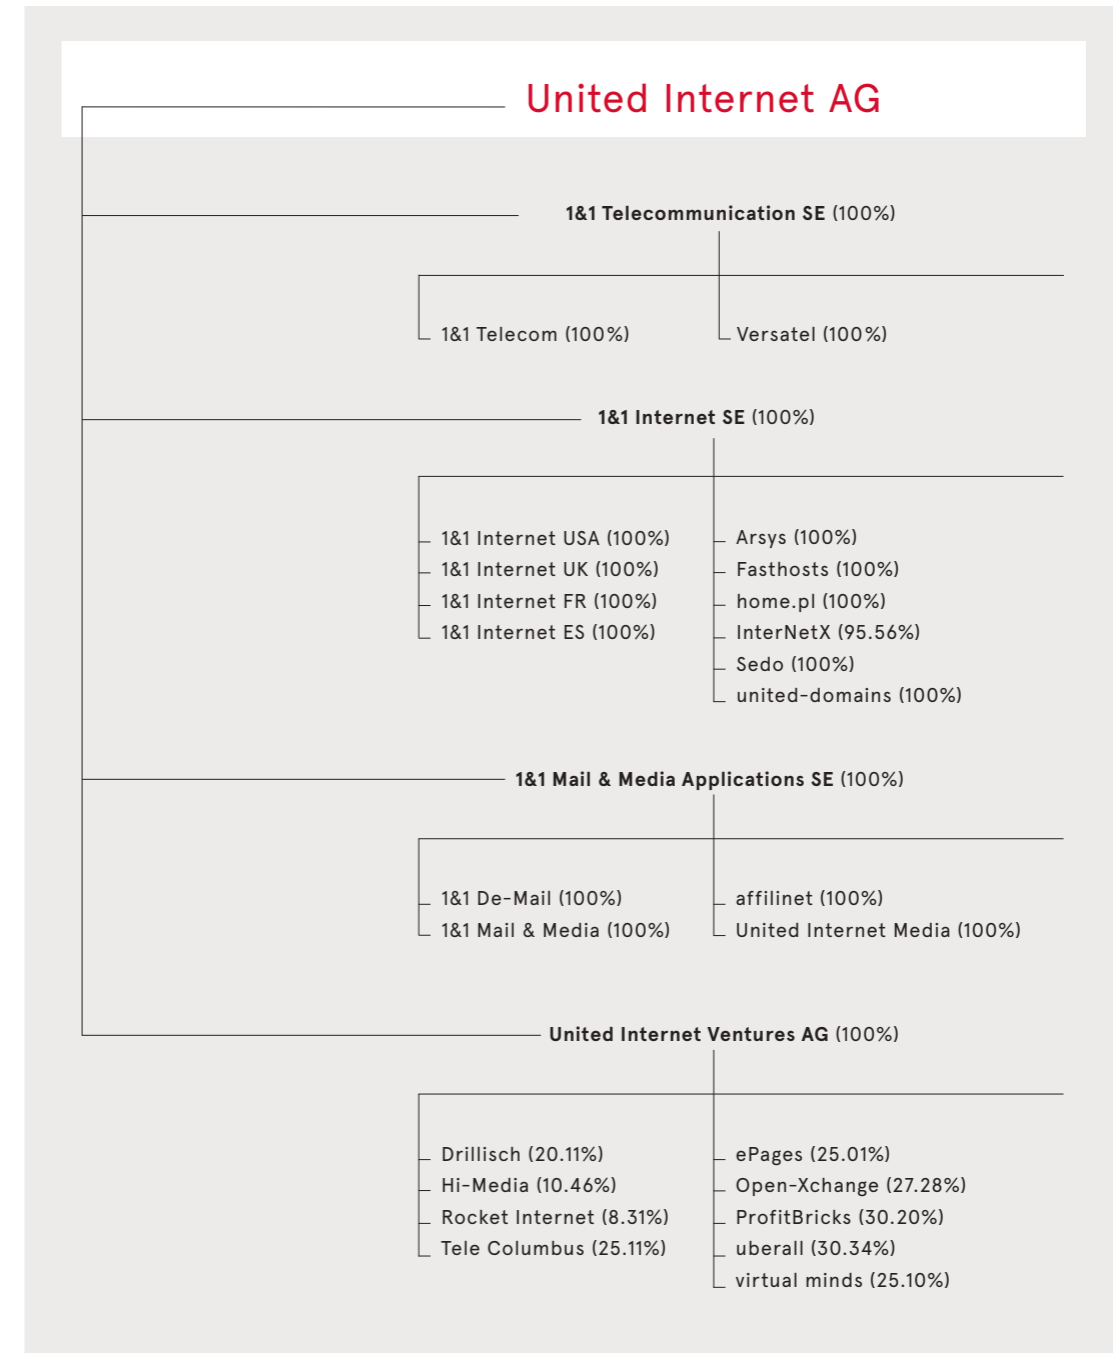 United Internet AG
1&1 Telecommunication SE (100%)
1&1 Telecom (100%)
Versatel (100%)
1&1 Internet SE (100%)
1&1 Internet USA (100%)
1&1 Internet UK (100%)
1&1 Internet FR (100%)
1&1 Internet ES (100%)
Arsys (100%)
Fasthosts (100%)
home.pl (100%)
InterNetX (95.56%)
Sedo (100%)
united-domains (100%)
1&1 Mail & Media Applications SE (100%)
1&1 De-Mail (100%)
1&1 Mail & Media (100%)
affilinet (100%)
United Internet Media (100%)
United Internet Ventures AG (100%)
Drillisch (20.11%)
Hi-Media (10.46%)
Rocket Internet (8.31%)
Tele Columbus (25.11%)
ePages (25.01%)
Open-Xchange (27.28%)
ProfitBricks (30.20%)
uberall (30.34%)
virtual minds (25.10%)